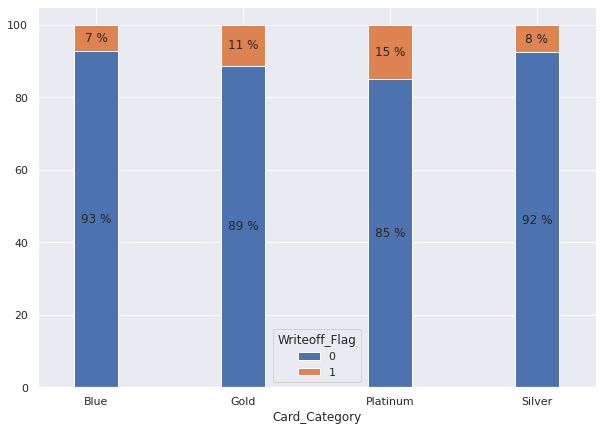 100
80
60
40
20
0
7 %
11 %
15 %
8 %
93 %
89 %
85 %
92 %
Writeoff_Flag
0
1
Blue
Gold
Platinum
Silver
Card_Category